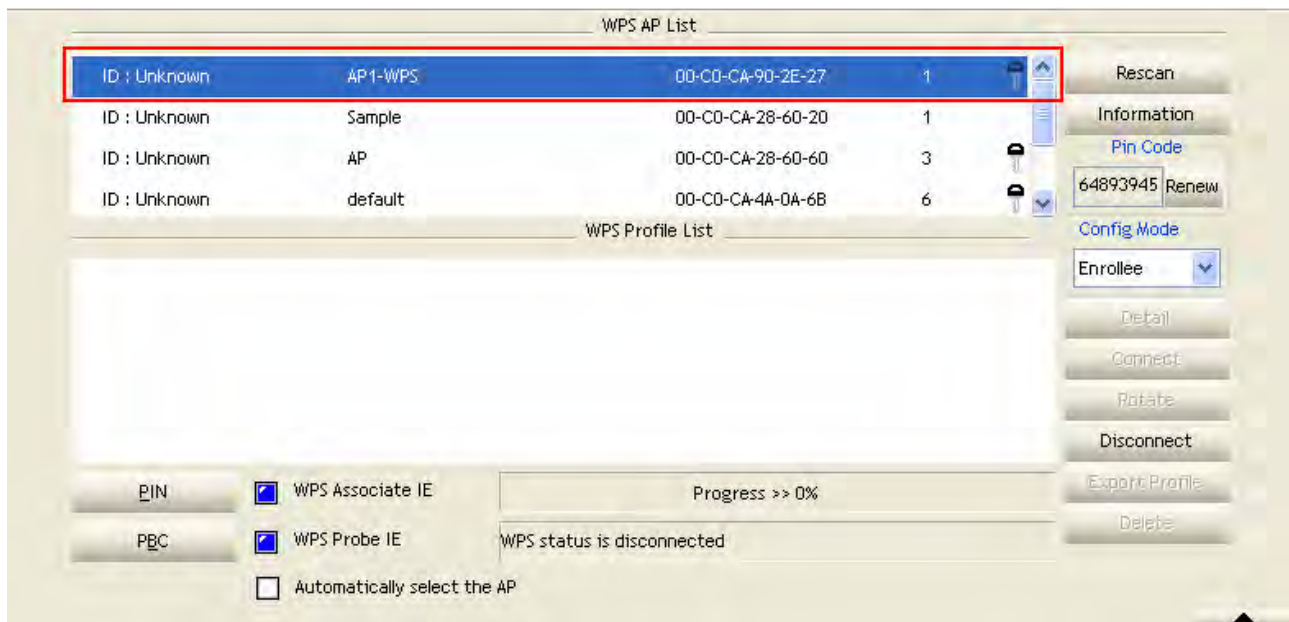 WPS AP List
ID : Unknown AP1-WPS 00-C0-CA-90-2E-27 1
ID : Unknown Sample 00-C0-CA-28-60-20 1
ID : Unknown AP 00-C0-CA-28-60-60 3
ID : Unknown default 00-C0-CA-4A-0A-6B 6
Rescan
Information
Pin Code
64893945 Renew
Config Mode
Enrollee
Detail
Connect
Rotate
Disconnect
Export Profile
Delete
WPS Profile List
PIN WPS Associate IE Progress >> 0%
PBC WPS Probe IE WPS status is disconnected
Automatically select the AP